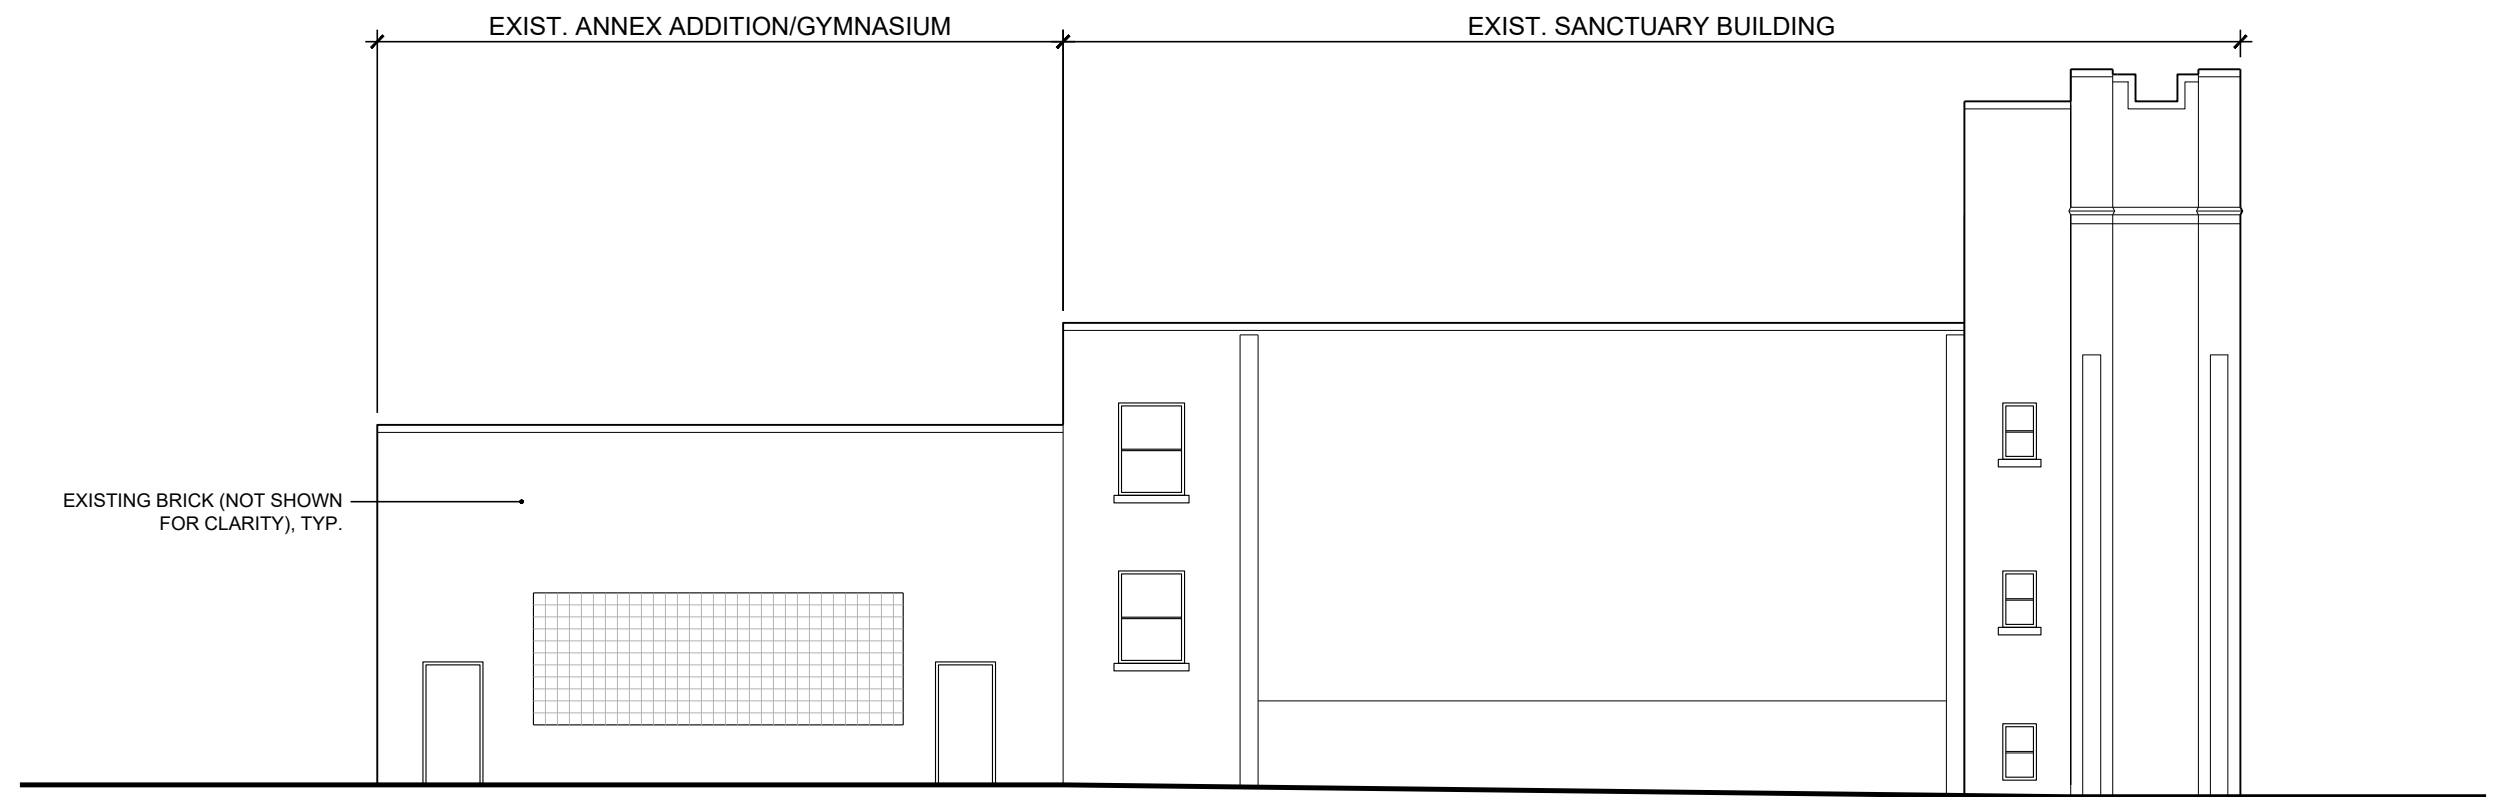 EXIST. ANNEX ADDITION/GYMNASIUM
EXIST. SANCTUARY BUILDING
EXISTING BRICK (NOT SHOWN
FOR CLARITY), TYP.